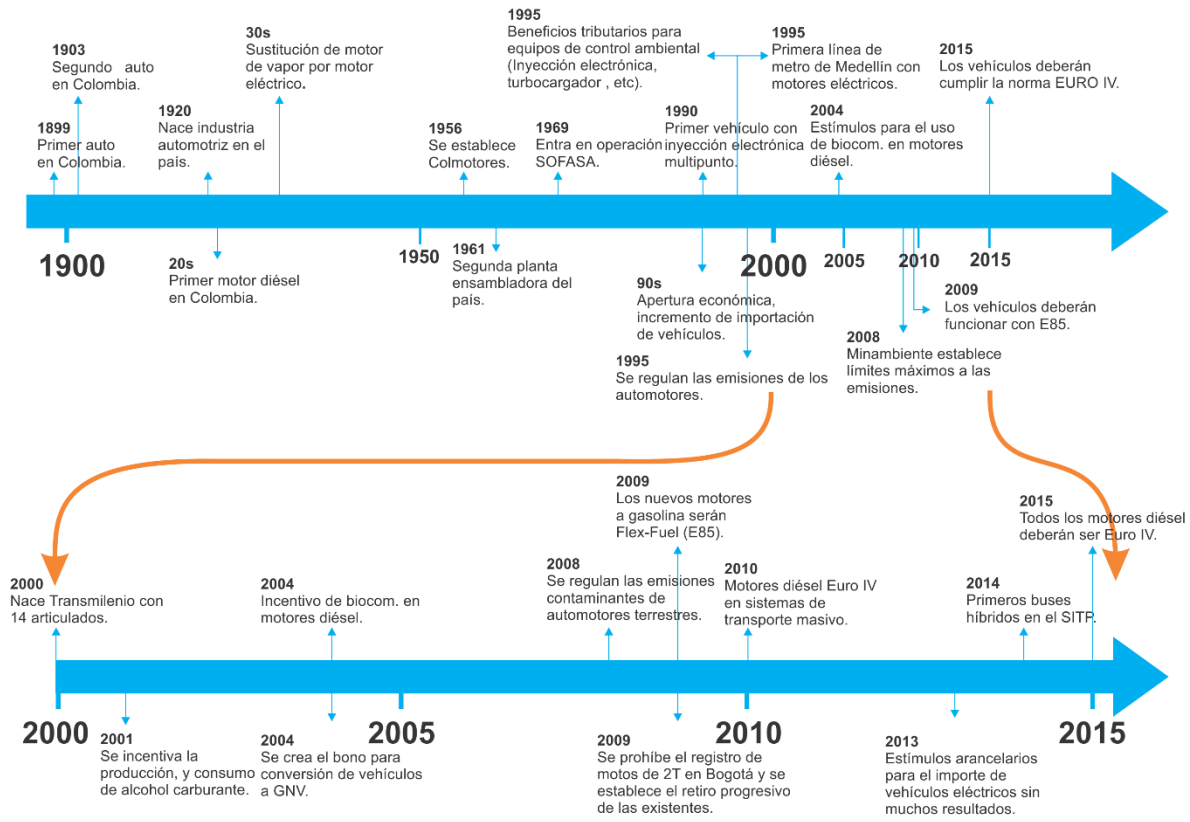 1903
Segundo auto
en Colombia.
30s
Sustitución de motor
de vapor por motor
eléctrico.
1995
Beneficios tributarios para
equipos de control ambiental
(Inyección electrónica,
turbocargador , etc).
1995
Primera línea de
metro de Medellín con
motores eléctricos.
2015
Los vehículos deberán
cumplir la norma EURO IV.
1899
Primer auto
en Colombia.
1920
Nace industria
automotriz en el
país.
1956
Se establece
Colmotores.
1969
Entra en operación
SOFASA.
1990
Primer vehículo con
inyección electrónica
multipunto.
2004
Estímulos para el uso
de biocom. en motores
diésel.
1900
1950
2000
2005
2010
2015
20s
Primer motor diésel
en Colombia.
1961
Segunda planta
ensambladora del
país.
90s
Apertura económica,
incremento de importación
de vehículos.
1995
Se regulan las emisiones de los
automotores.
2009
Los vehículos deberán
funcionar con E85.
2008
Minambiente establece
límites máximos a las
emisiones.
2009
Los nuevos motores
a gasolina serán
Flex-Fuel (E85).
2015
Todos los motores diésel
deberán ser Euro IV.
2000
Nace Transmilenio con
14 articulados.
2004
Incentivo de biocom. en
motores diésel.
2008
Se regulan las emisiones
contaminantes de
automotores terrestres.
2010
Motores diésel Euro IV
en sistemas de
transporte masivo.
2014
Primeros buses
híbridos en el SITP.
2000
2005
2010
2015
2001
Se incentiva la
producción, y consumo
de alcohol carburante.
2004
Se crea el bono para
conversión de vehículos
a GNV.
2009
Se prohíbe el registro de
motos de 2T en Bogotá y se
establece el retiro progresivo
de las existentes.
2013
Estímulos arancelarios
para el importe de
vehículos eléctricos sin
muchos resultados.